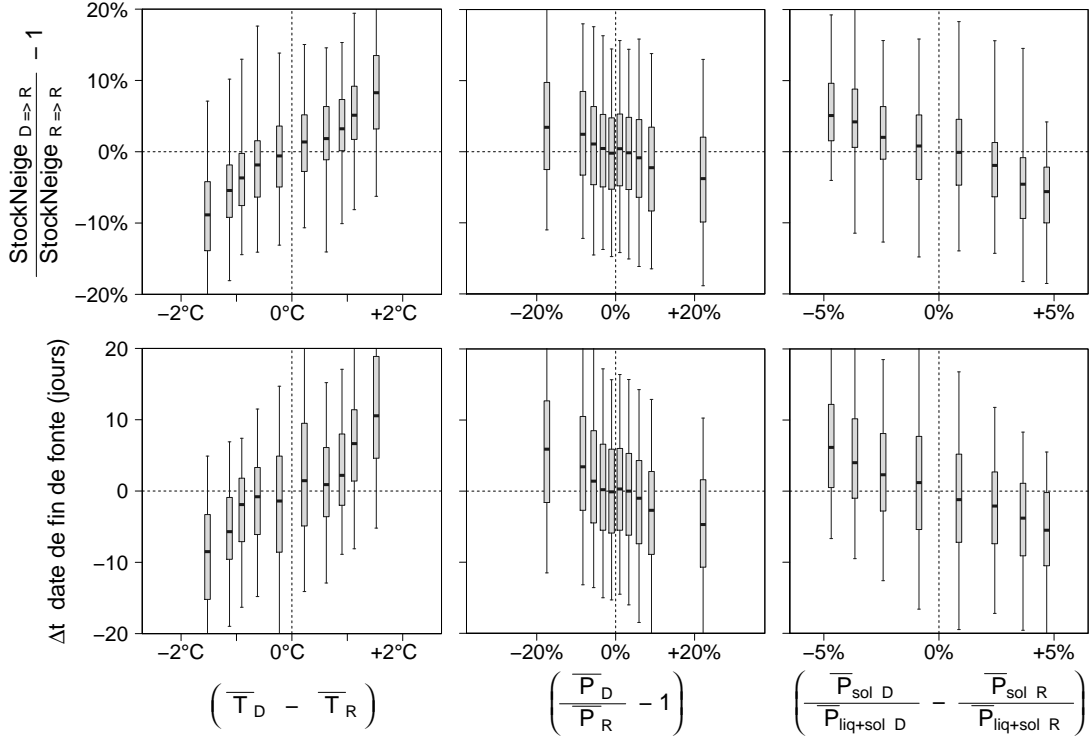 StockNeige D => R
StockNeige R => R
− 1
20%
10%
0%
−10%
−20%
−2°C 0°C +2°C
−20% 0% +20%
−5% 0% +5%
Δt date de fin de fonte (jours)
20
10
0
−10
−20
−2°C 0°C +2°C
−20% 0% +20%
−5% 0% +5%
( T D − T R )
( P D / P R − 1 )
( P sol D / P liq+sol D − P sol R / P liq+sol R )